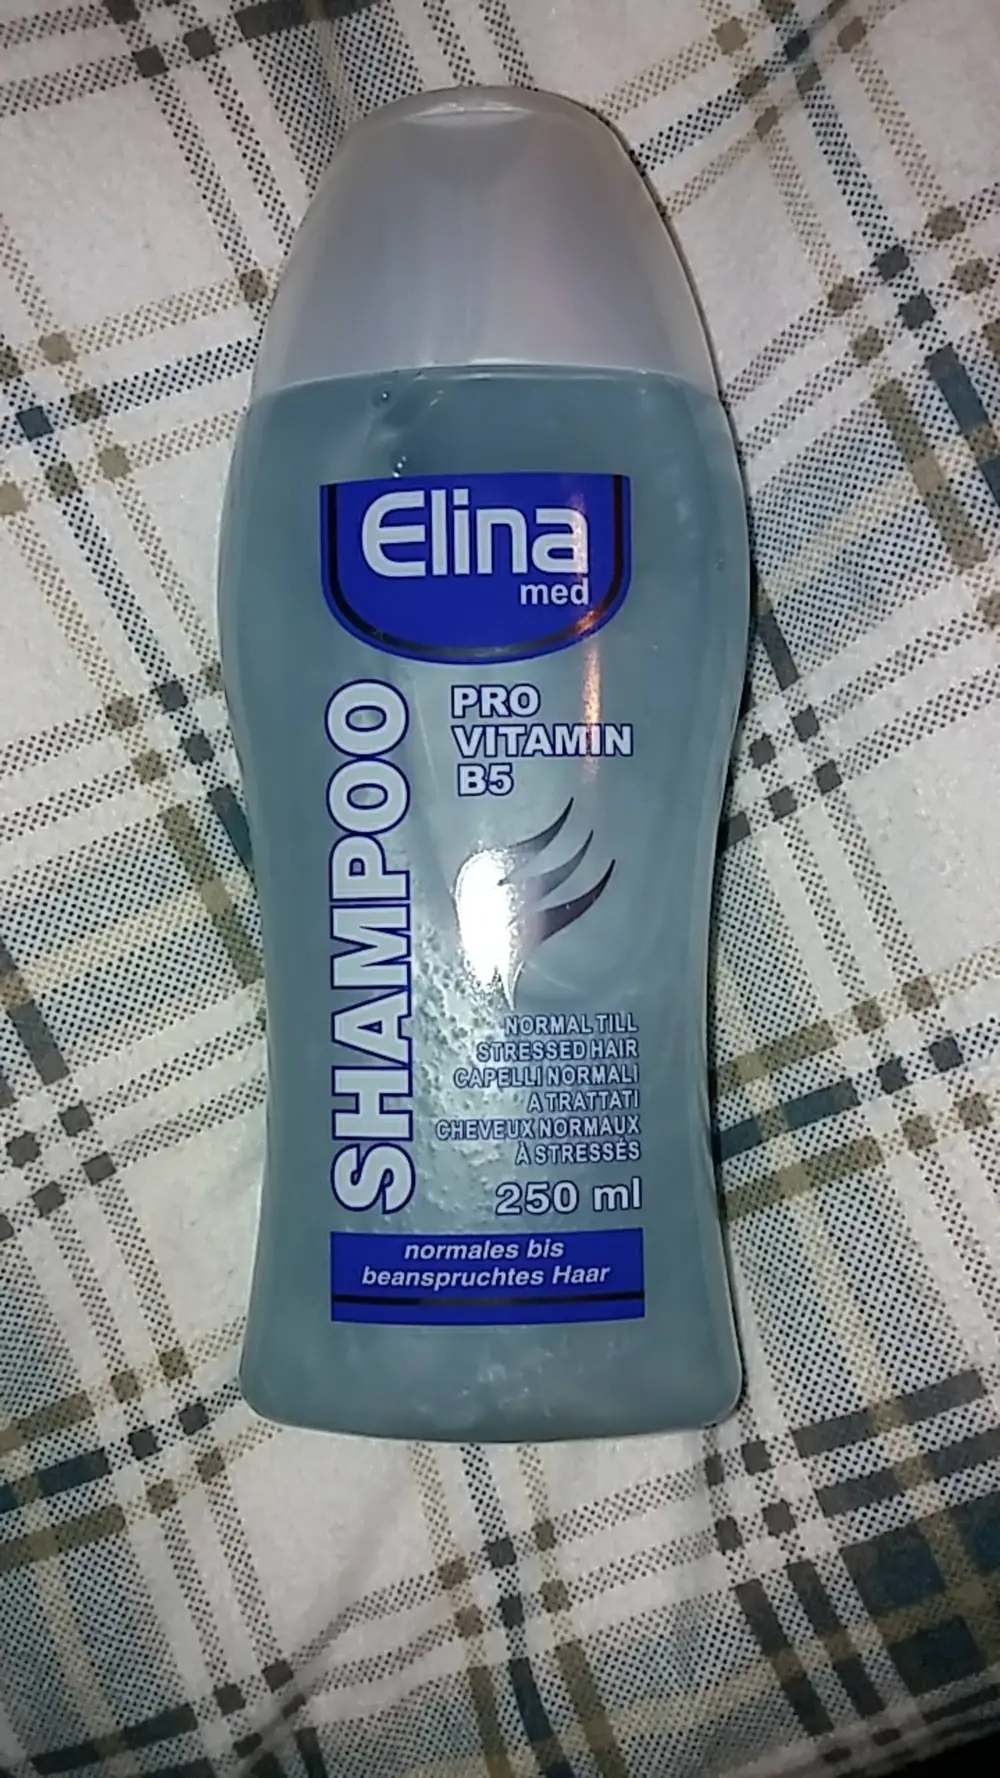 Elina
med
SHAMPOO
PRO
VITAMIN
B5
NORMAL TILL
STRESSED HAIR
CAPELLI NORMALI
A TRATTATI
CHEVEUX NORMAUX
À STRESSÉS
250 ml
normales bis
beanspruchtes Haar